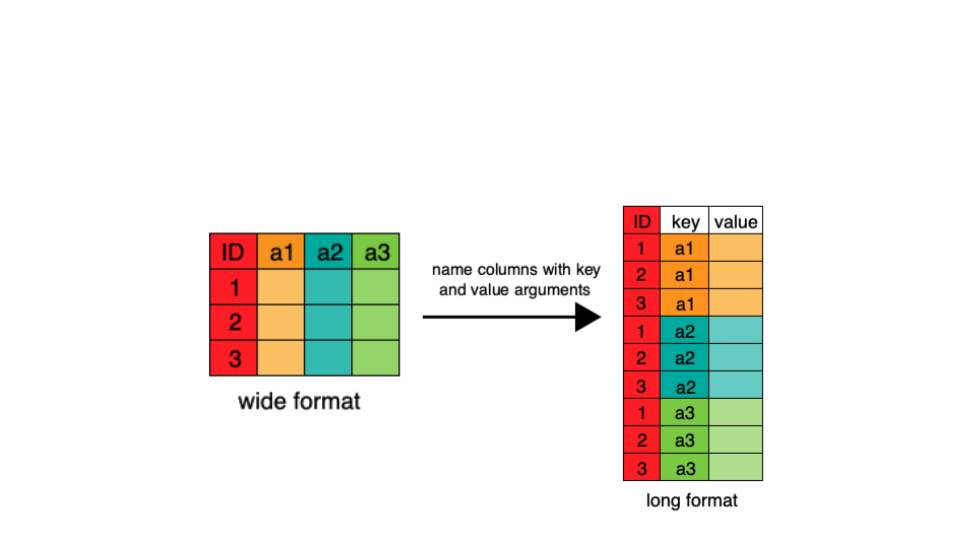 ID a1 a2 a3
1
2
3
wide format
name columns with key
and value arguments
ID key value
1 a1
2 a1
3 a1
1 a2
2 a2
3 a2
1 a3
2 a3
3 a3
long format